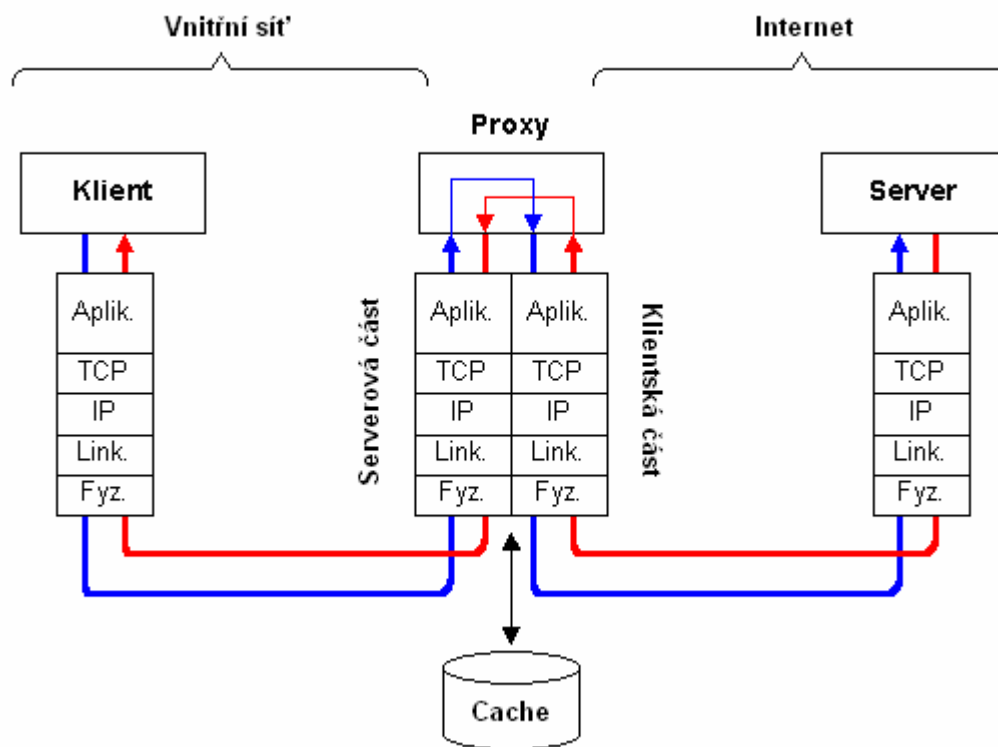 Vnitřní síť
Internet
Proxy
Klient
Server
Serverová část
Klientská část
Aplik.
TCP
IP
Link.
Fyz.
Aplik.
TCP
IP
Link.
Fyz.
Aplik.
TCP
IP
Link.
Fyz.
Aplik.
TCP
IP
Link.
Fyz.
Cache